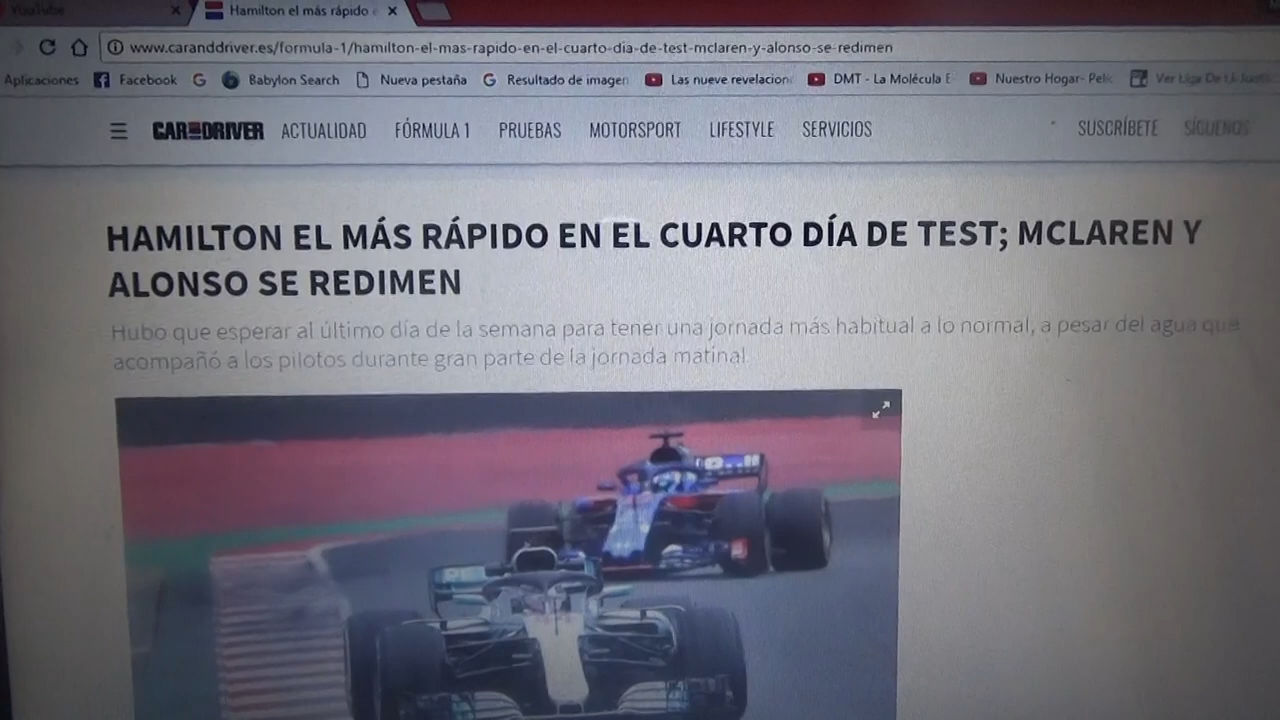 YouTube
Hamilton el más rápido e
www.caranddriver.es/formula-1/hamilton-el-mas-rapido-en-el-cuarto-dia-de-test-mclaren-y-alonso-se-redimen
Aplicaciones Facebook Babylon Search Nueva pestaña Resultado de imagen Las nueve revelacion DMT - La Molécula E Nuestro Hogar- Pelíc Ver Liga De
CAR AND DRIVER ACTUALIDAD FÓRMULA 1 PRUEBAS MOTORSPORT LIFESTYLE SERVICIOS SUSCRÍBETE SÍGUENOS
HAMILTON EL MÁS RÁPIDO EN EL CUARTO DÍA DE TEST; MCLAREN Y
ALONSO SE REDIMEN
Hubo que esperar al último día de la semana para tener una jornada más habitual a lo normal, a pesar del agua que
acompañó a los pilotos durante gran parte de la jornada matinal.